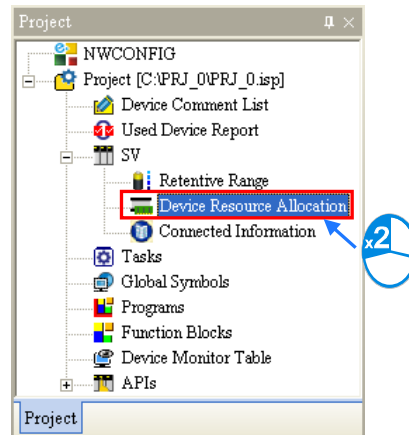 Project
NWCONFIG
Project [C:\PRJ_0\PRJ_0.isp]
Device Comment List
Used Device Report
SV
Retentive Range
Device Resource Allocation
Connected Information
x2
Tasks
Global Symbols
Programs
Function Blocks
Device Monitor Table
APIs
Project